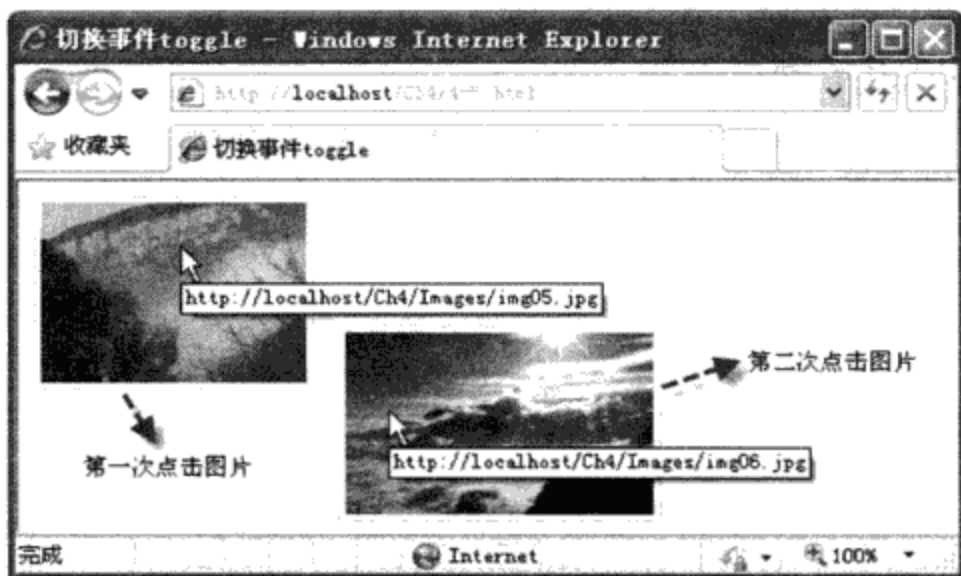 切换事件toggle - Windows Internet Explorer
http://localhost/Ch4/4-
收藏夹
切换事件toggle
http://localhost/Ch4/Images/img05.jpg
第二次点击图片
http://localhost/Ch4/Images/img06.jpg
第一次点击图片
完成
Internet
100%